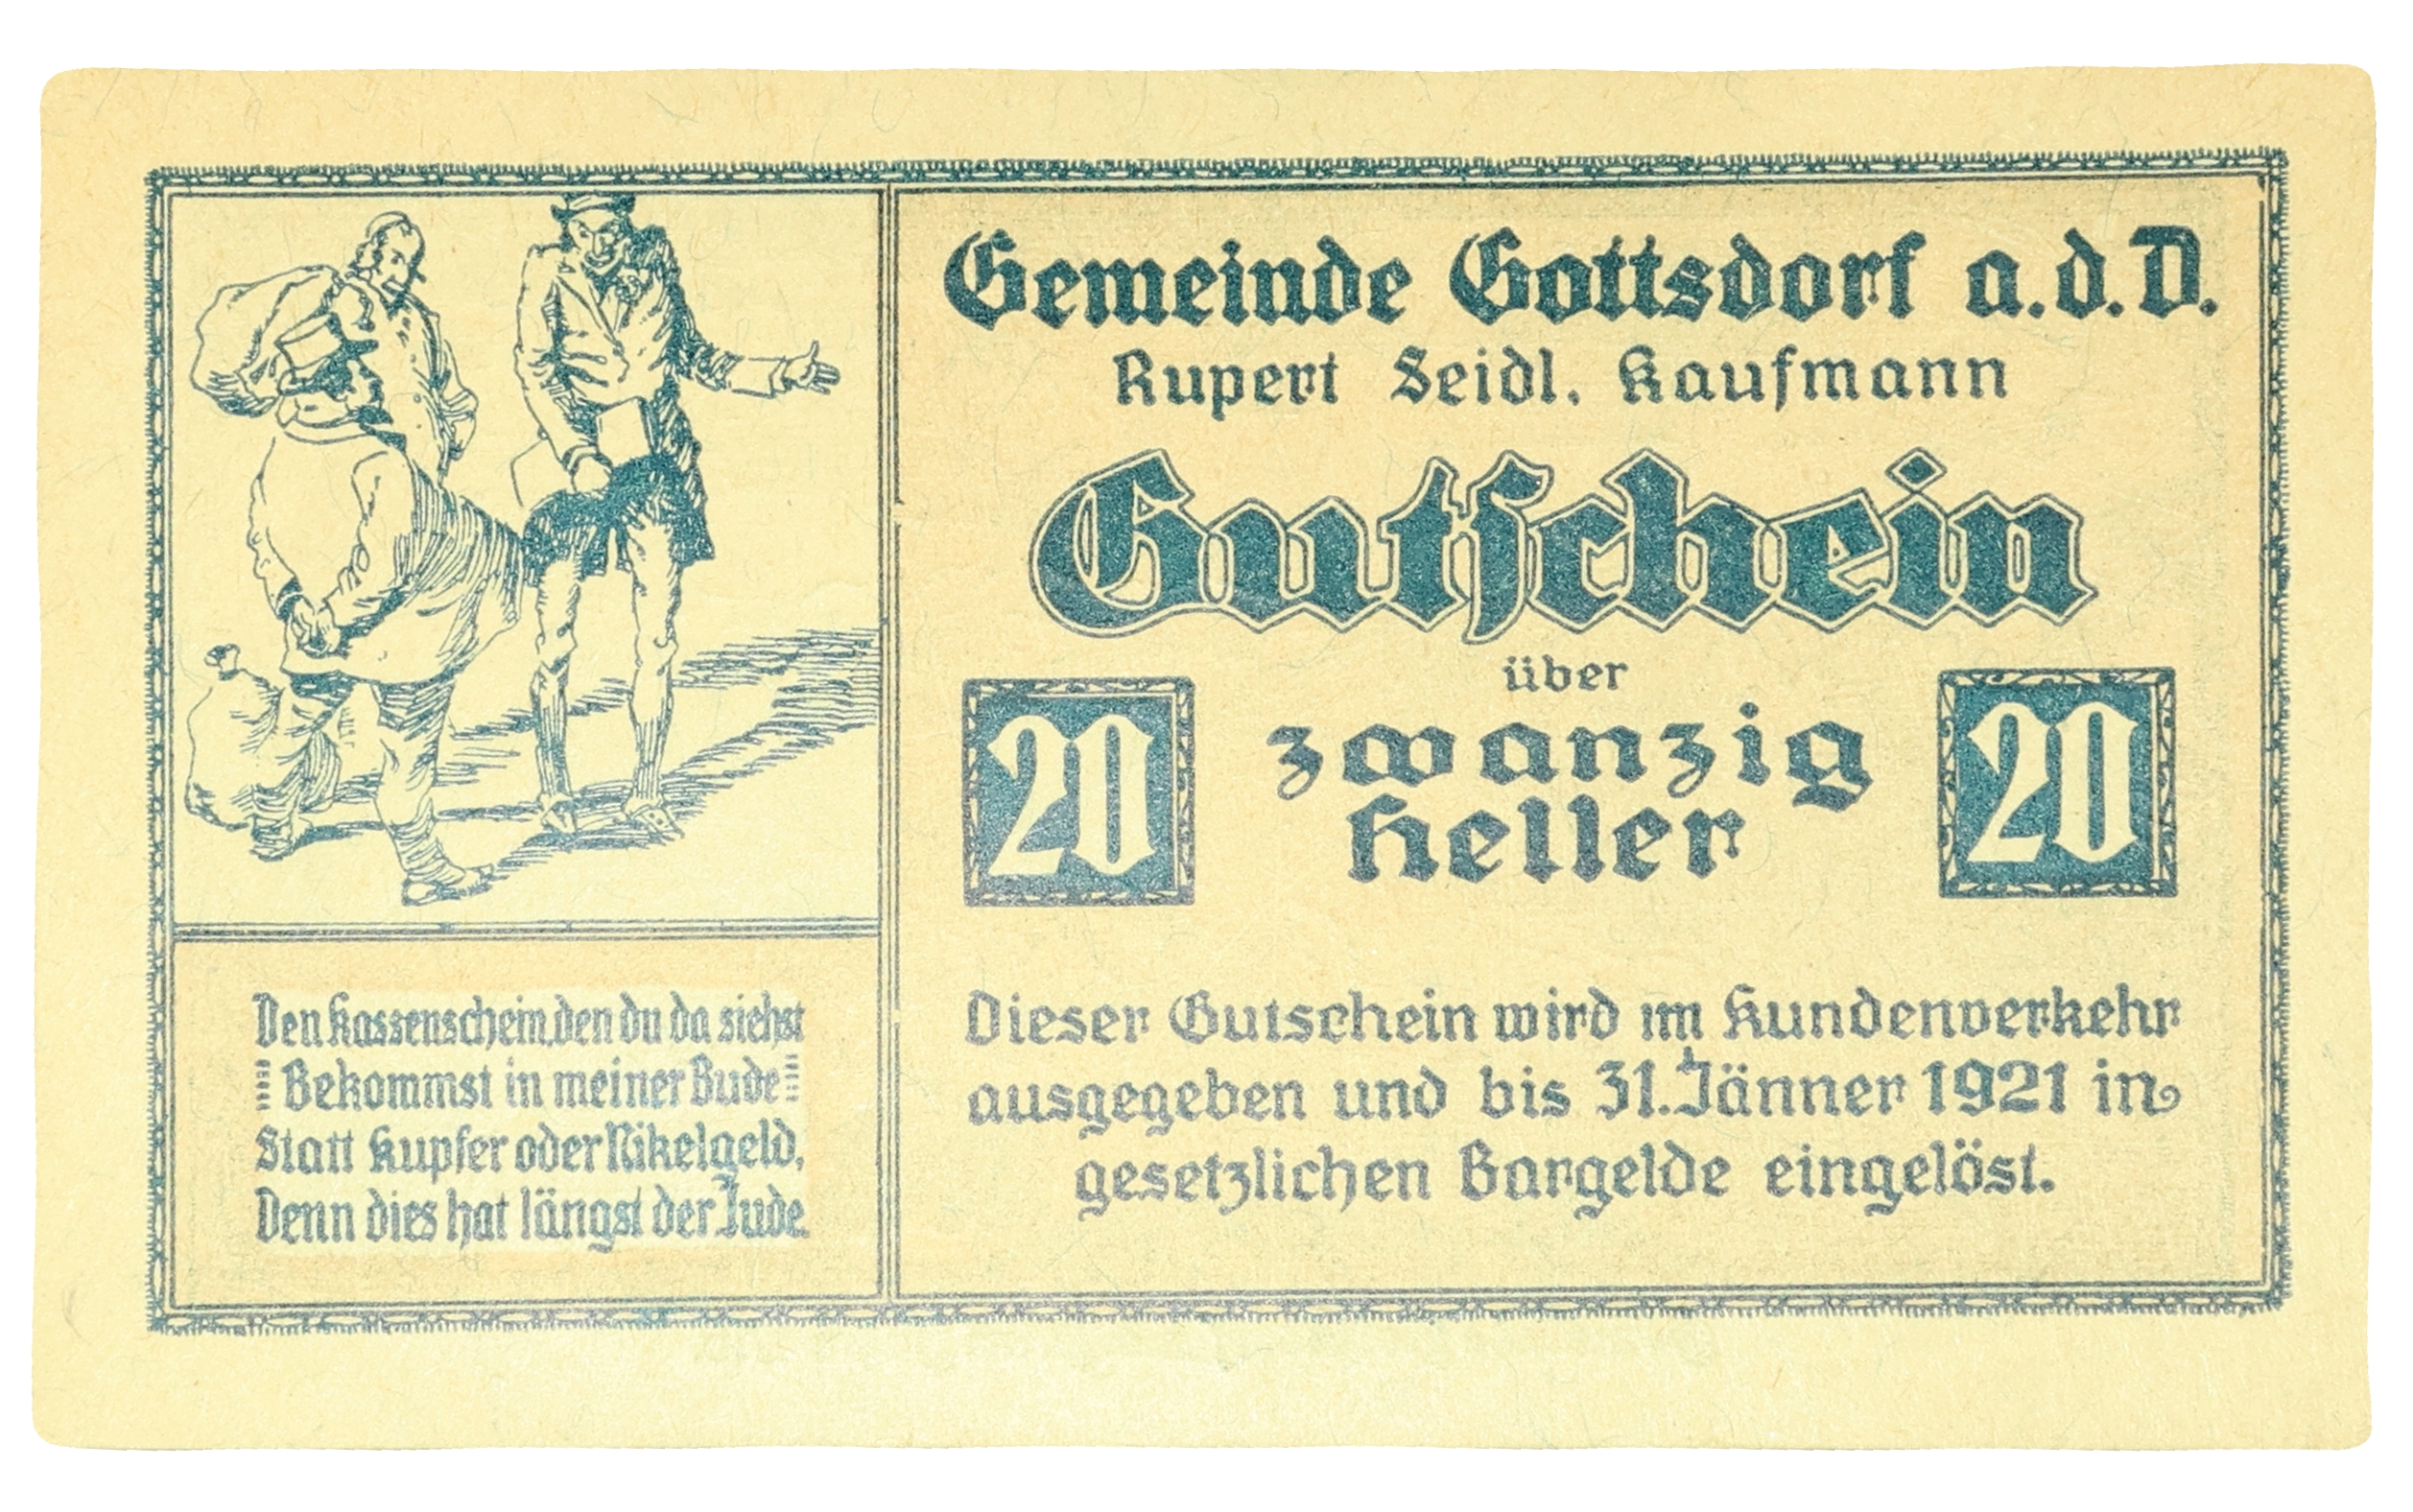 Gemeinde Gottsdorf a.d.D.
Rupert Seidl, Kaufmann
Gutschein
über
20 zwanzig 20
Heller
Dieser Gutschein wird im Kundenverkehr
ausgegeben und bis 31. Jänner 1921 in
gesetzlichen Bargelde eingelöst.
Den Kassenschein, den du da siehst
Bekommst in meiner Bude
Statt Kupfer oder Nikelgeld,
Denn dies hat längst der Jude.